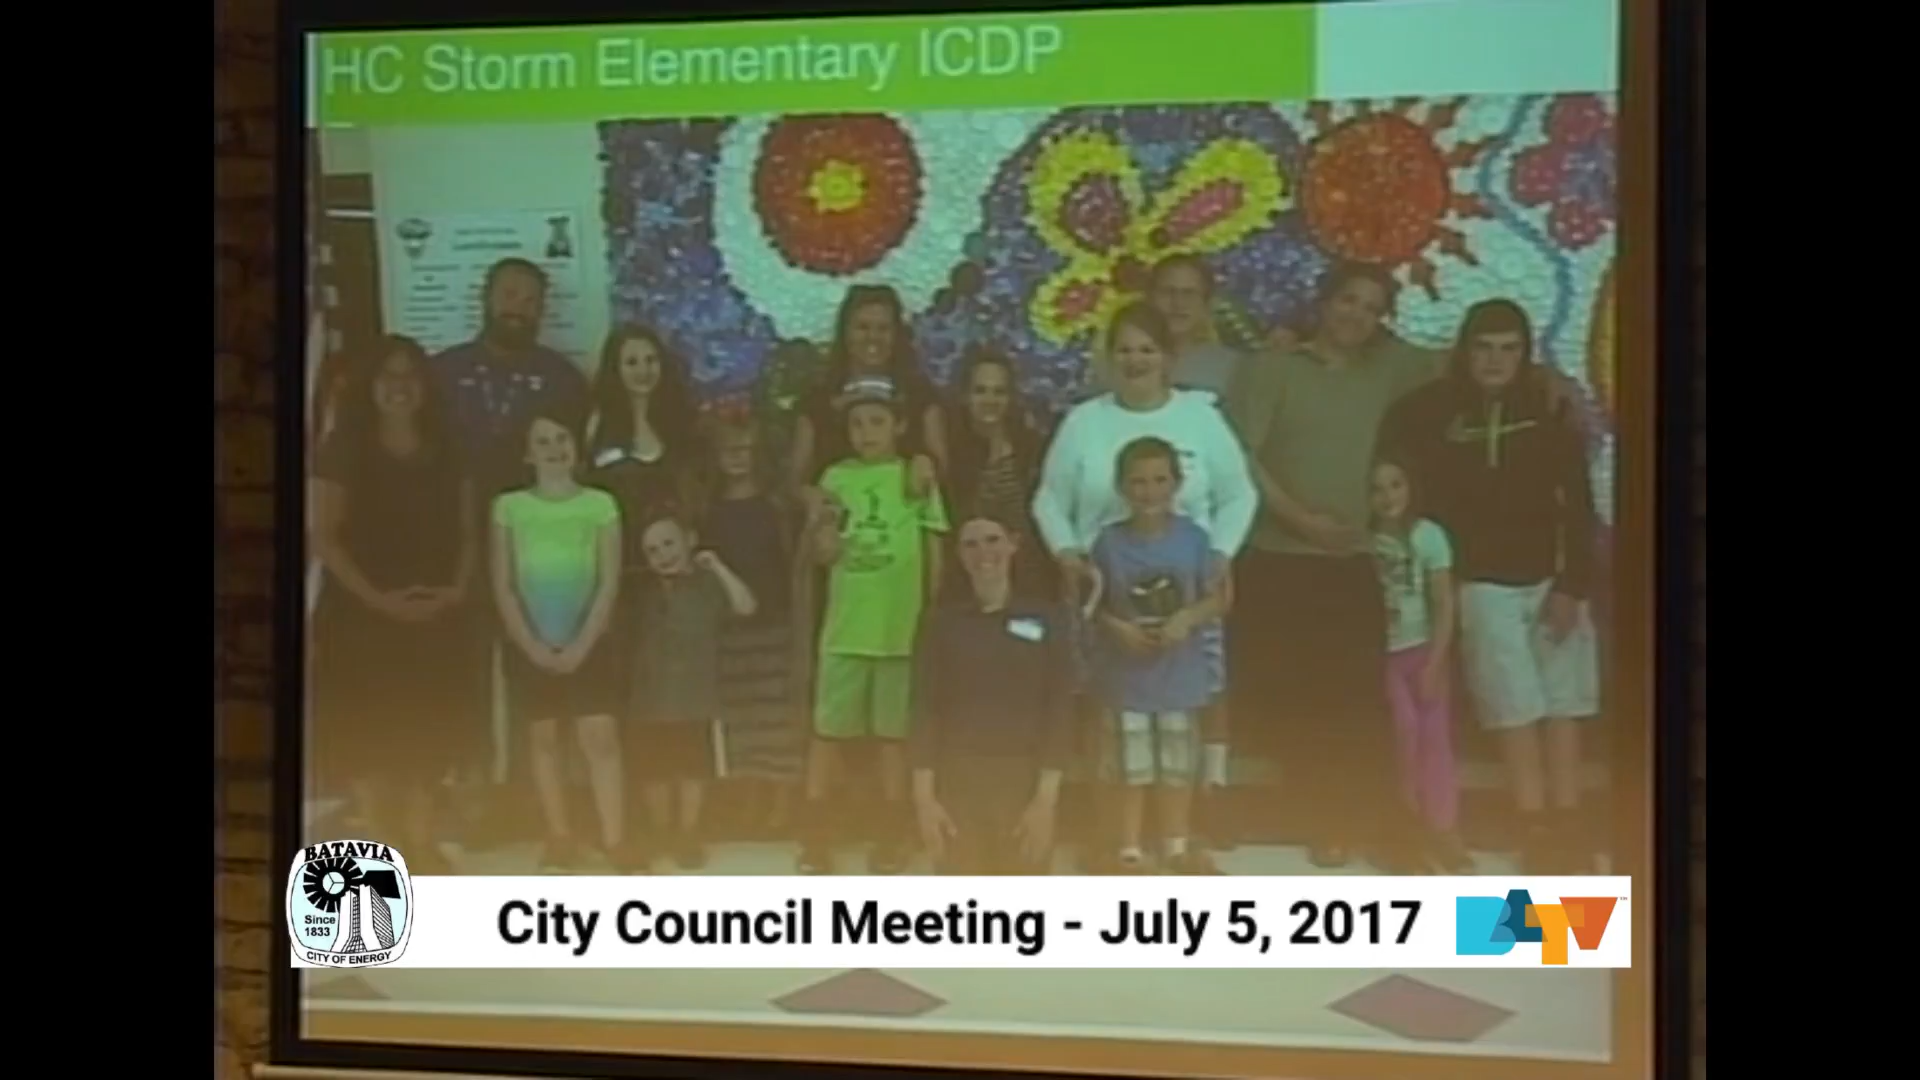 HC Storm Elementary ICDP
BATAVIA
Since
1833
CITY OF ENERGY
City Council Meeting - July 5, 2017
BATV